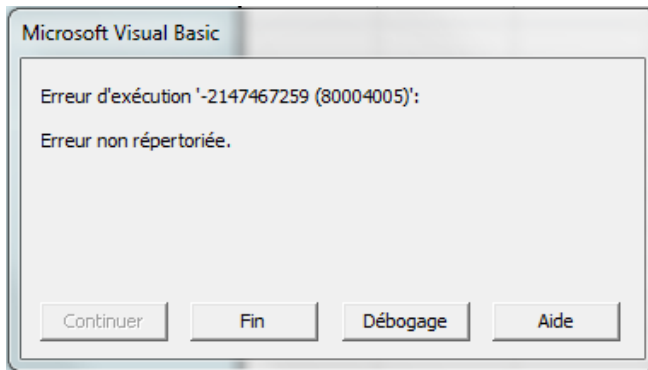 Microsoft Visual Basic
Erreur d'exécution '-2147467259 (80004005)':
Erreur non répertoriée.
Continuer
Fin
Débogage
Aide